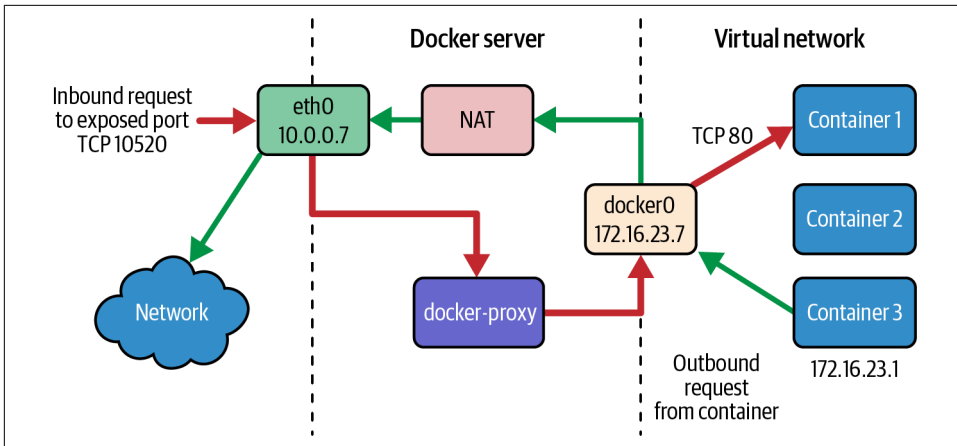 Docker server
Virtual network
Inbound request
to exposed port
TCP 10520
eth0
10.0.0.7
NAT
TCP 80
Container 1
docker0
172.16.23.7
Container 2
Network
docker-proxy
Container 3
Outbound
request
from container
172.16.23.1